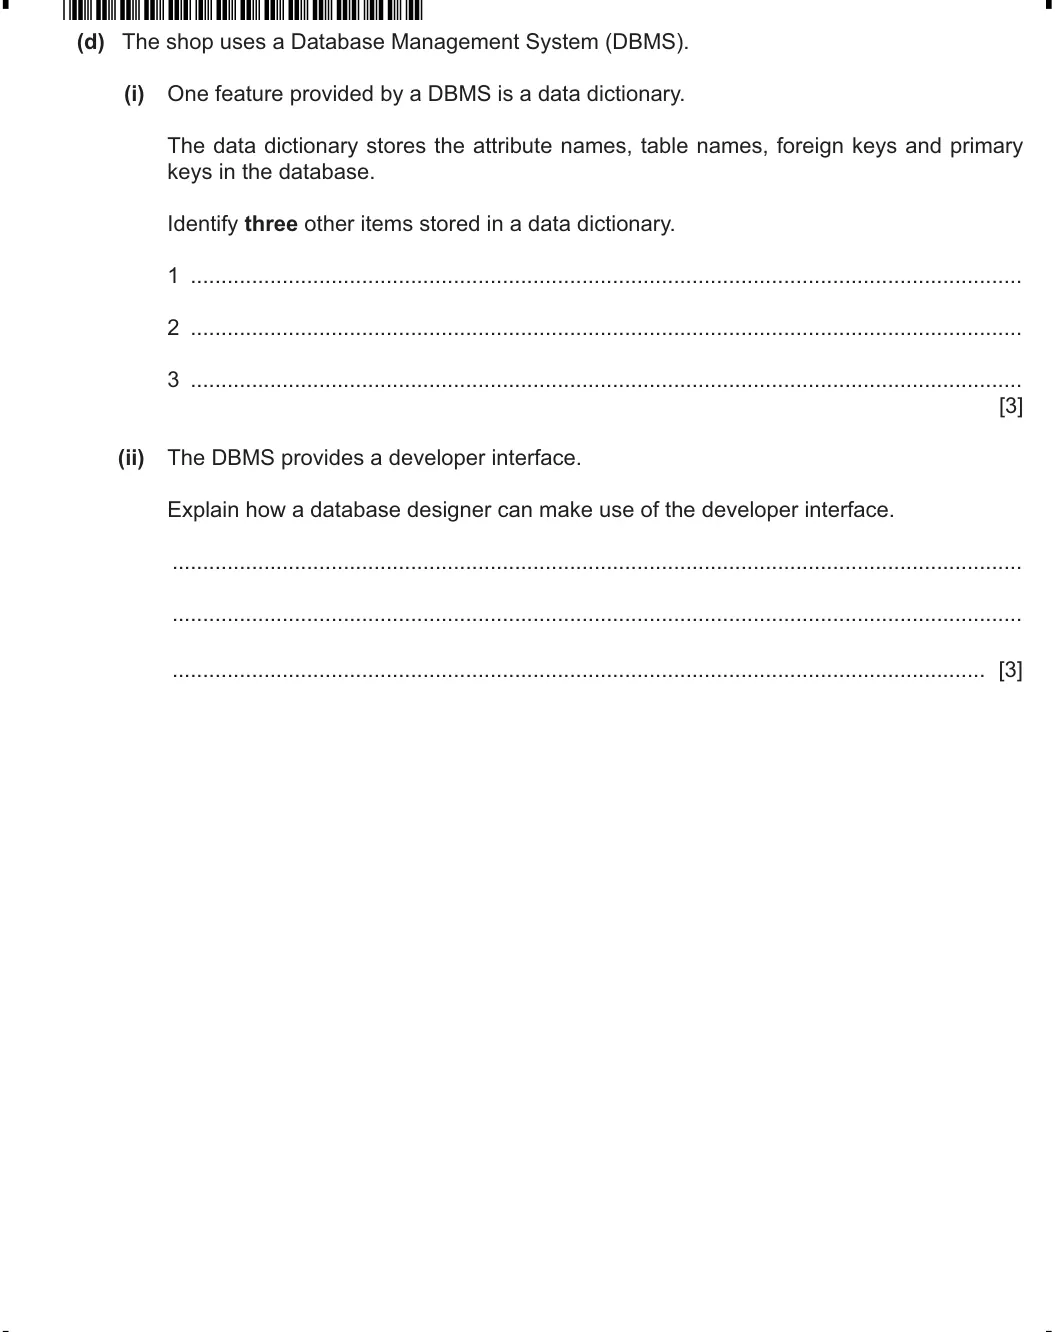 (d) The shop uses a Database Management System (DBMS).
(i) One feature provided by a DBMS is a data dictionary.
The data dictionary stores the attribute names, table names, foreign keys and primary
keys in the database.
Identify three other items stored in a data dictionary.
1 ................................................................................................................................
2 ................................................................................................................................
3 ................................................................................................................................
[3]
(ii) The DBMS provides a developer interface.
Explain how a database designer can make use of the developer interface.
................................................................................................................................
................................................................................................................................
................................................................................................................................ [3]